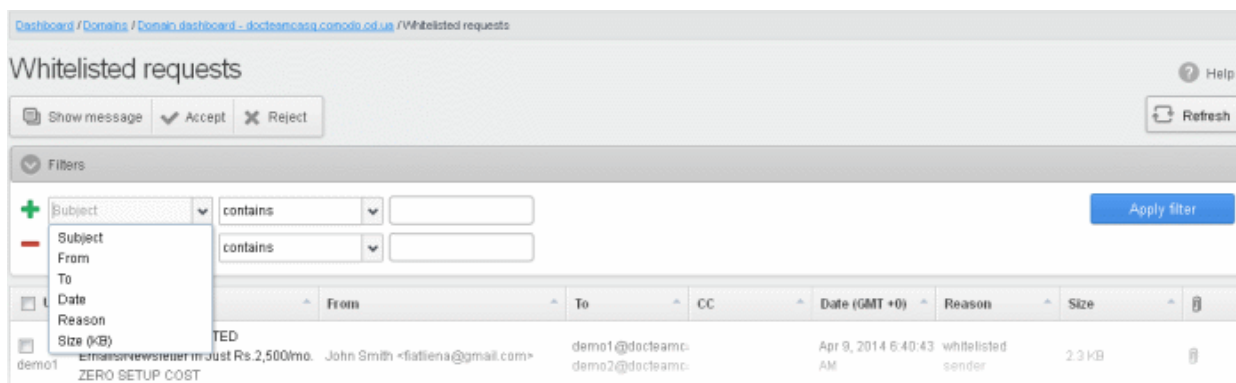 Dashboard / Domains / Domain dashboard - docteamcasg.comodo.od.ua / Whitelisted requests
Whitelisted requests
Help
Show message Accept Reject
Refresh
Filters
Subject contains
Apply filter
contains
Subject
From
To
Date
Reason
Size (KB)
From To CC Date (GMT +0) Reason Size
TED
Emails/Newsletter in Just Rs.2,500/mo.
ZERO SETUP COST
demo1
John Smith <fiatliena@gmail.com>
demo1@docteamc
demo2@docteamc
Apr 9, 2014 6:40:43
AM
whitelisted
sender
2.3 KB